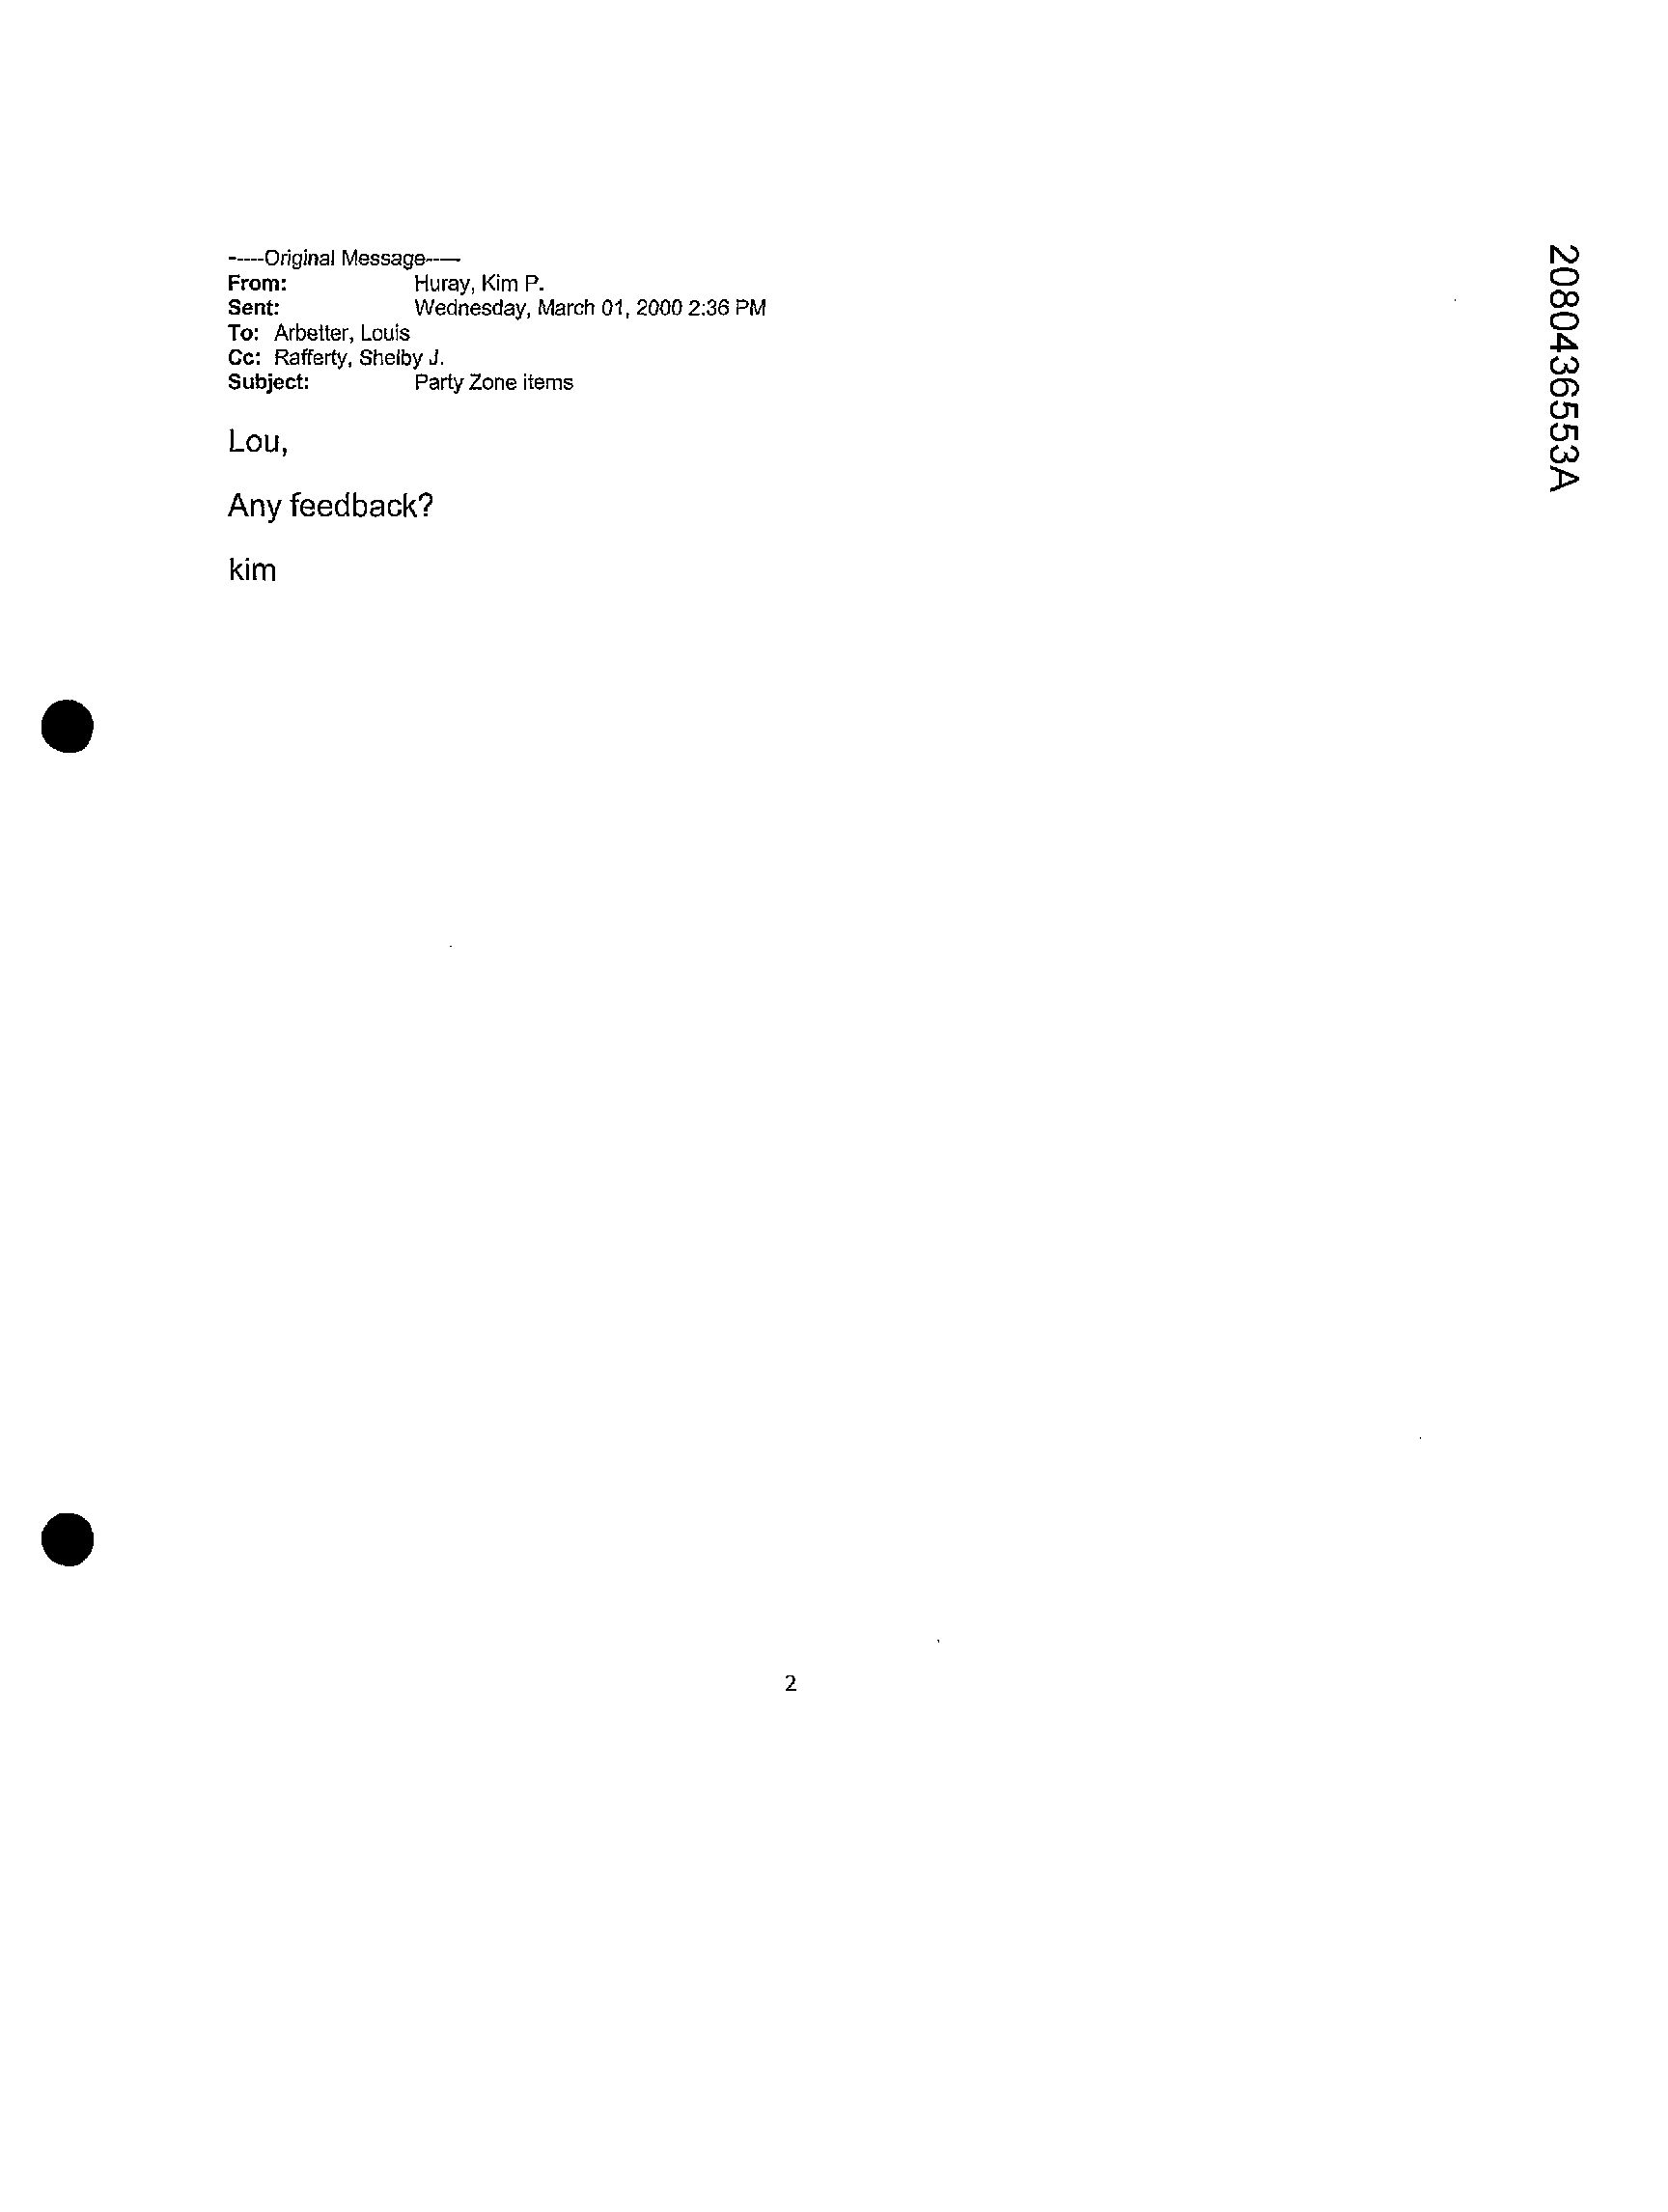 -----Original Message-----
From: Huray, Kim P.
Sent: Wednesday, March 01, 2000 2:36 PM
To: Arbetter, Louis
Cc: Rafferty, Shelby J.
Subject: Party Zone items
Lou,
Any feedback?
kim
2080436553A
2